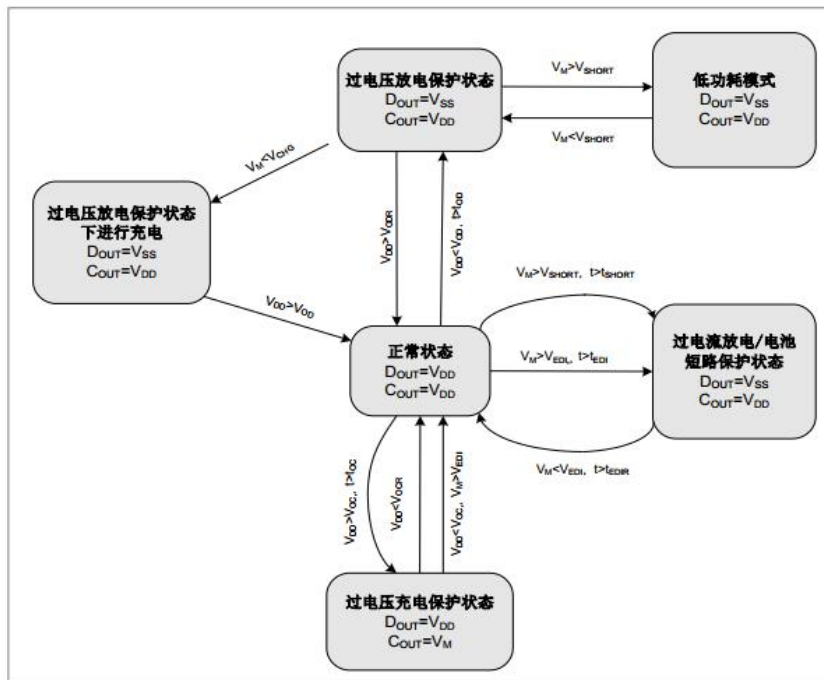 过电压放电保护状态
DOUT=VSS
COUT=VDD
VM>VSHORT
VM<VSHORT
低功耗模式
DOUT=VSS
COUT=VDD
VM<VCHG
过电压放电保护状态
下进行充电
DOUT=VSS
COUT=VDD
VDD>VODR
VDD<VOD, t>tOD
VDD>VOD
VM>VSHORT, t>tSHORT
正常状态
DOUT=VDD
COUT=VDD
VM>VEDI, t>tEDI
过电流放电/电池
短路保护状态
DOUT=VSS
COUT=VDD
VM<VEDI, t>tEDIR
VDD>VOC, t>tOC
VDD<VOCR
VDD<VOC, VM>VEDI
过电压充电保护状态
DOUT=VDD
COUT=VM